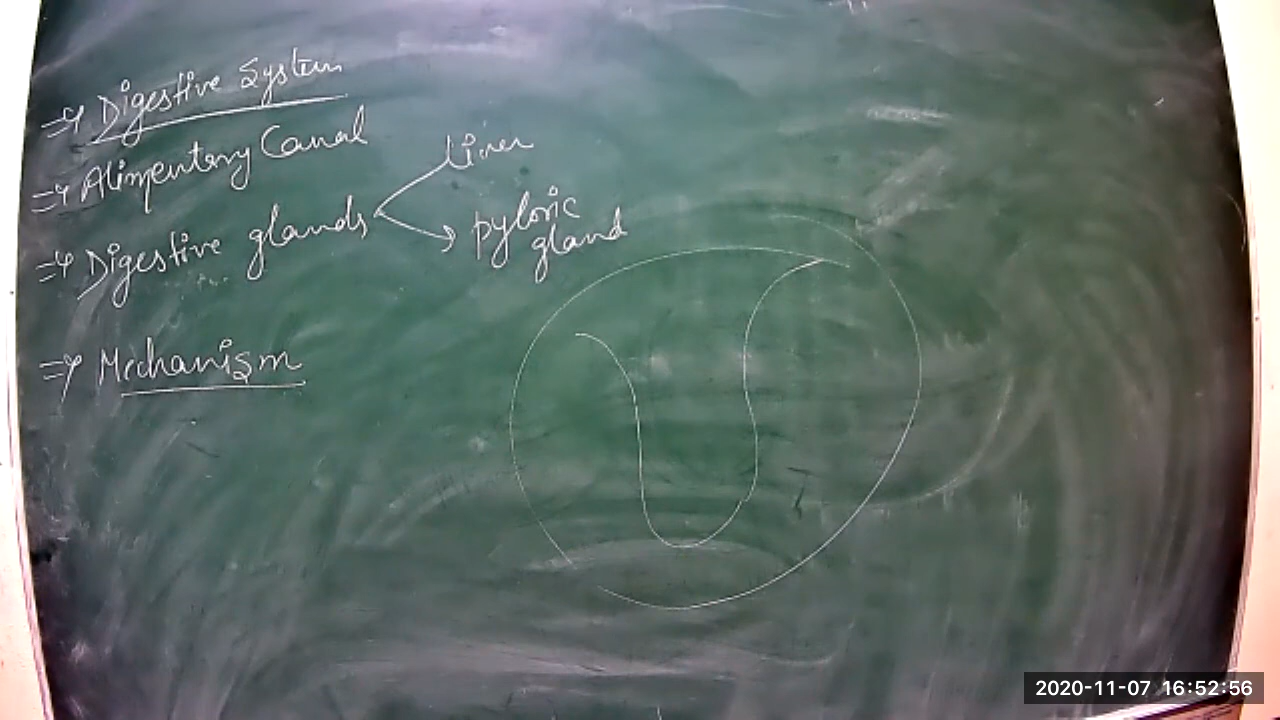 => Digestive System
=> Alimentary Canal
=> Digestive glands
Liver
pyloric
gland
=> Mechanism
2020-11-07 16:52:56